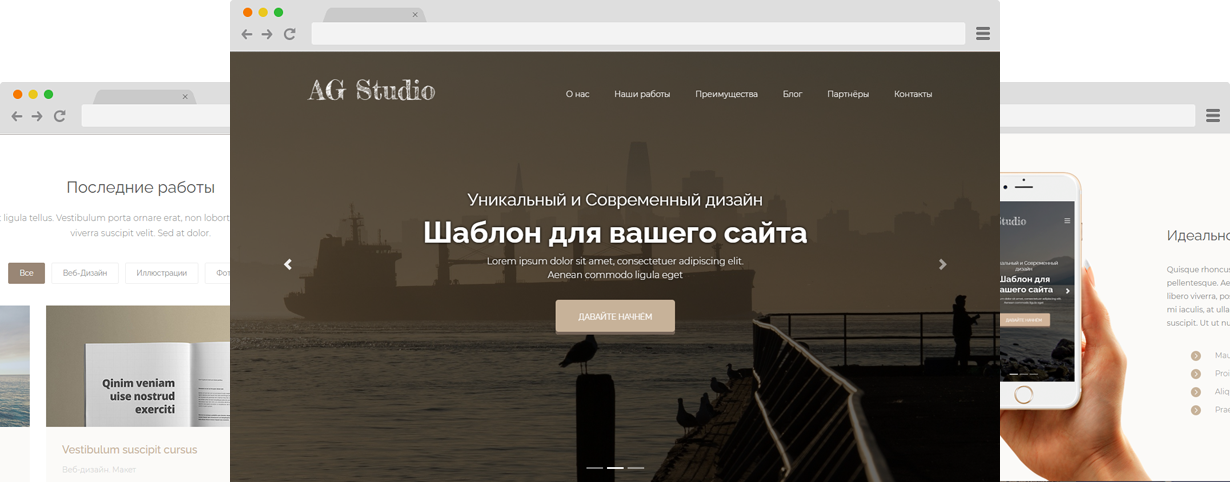 AG Studio
О нас
Наши работы
Преимущества
Блог
Партнёры
Контакты
Уникальный и Современный дизайн
Шаблон для вашего сайта
Lorem ipsum dolor sit amet, consectetuer adipiscing elit.
Aenean commodo ligula eget
ДАВАЙТЕ НАЧНЁМ
Последние работы
ligula tellus. Vestibulum porta ornare erat, non lobort
viverra suscipit velit. Sed at dolor.
Все
Веб-Дизайн
Иллюстрации
Фот
Qinim veniam
uise nostrud
exerciti
Vestibulum suscipit cursus
Веб-дизайн, Макет
Studio
кальный и Современный
дизайн
Шаблон для
вашего сайта
ДАВАЙТЕ НАЧНЁМ
Идеально
Quisque rhoncus
pellentesque. Ae
libero viverra, po
mi iaculis, at ulla
suscipit. Ut ut nu
Mau
Proi
Aliq
Prae